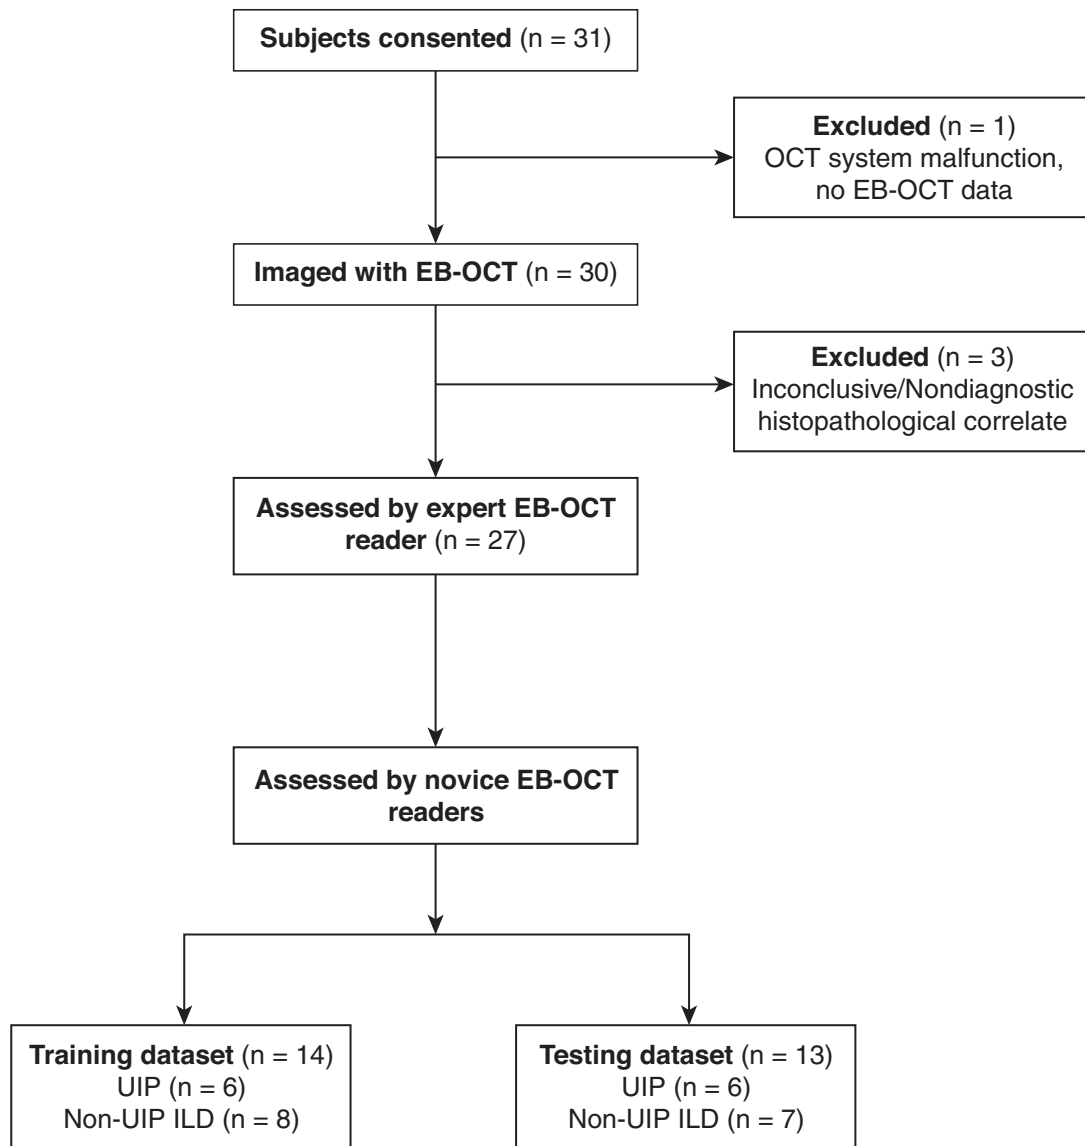 Subjects consented (n = 31)
Excluded (n = 1)
OCT system malfunction,
no EB-OCT data
Imaged with EB-OCT (n = 30)
Excluded (n = 3)
Inconclusive/Nondiagnostic
histopathological correlate
Assessed by expert EB-OCT
reader (n = 27)
Assessed by novice EB-OCT
readers
Training dataset (n = 14)
UIP (n = 6)
Non-UIP ILD (n = 8)
Testing dataset (n = 13)
UIP (n = 6)
Non-UIP ILD (n = 7)